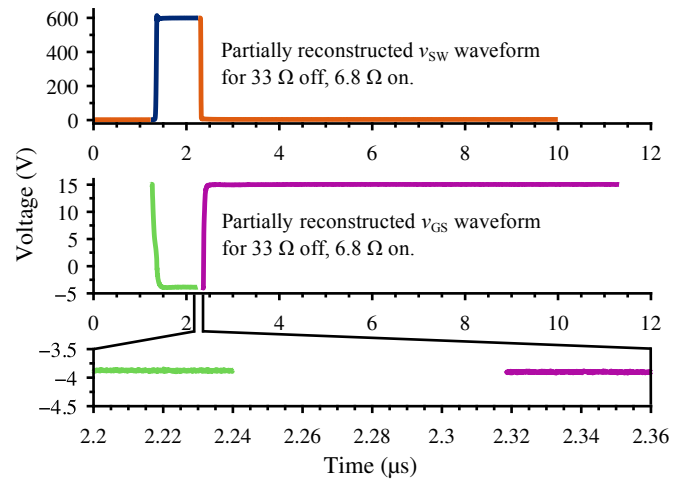 600
400
200
0
Partially reconstructed vSW waveform
for 33 Ω off, 6.8 Ω on.
0 2 4 6 8 10 12
Voltage (V)
15
10
5
0
−5
Partially reconstructed vGS waveform
for 33 Ω off, 6.8 Ω on.
0 2 4 6 8 10 12
−3.5
−4
−4.5
2.2 2.22 2.24 2.26 2.28 2.3 2.32 2.34 2.36
Time (µs)